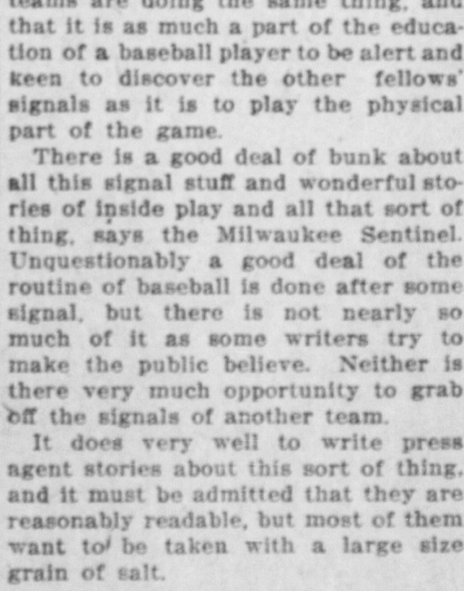 teams are doing the same thing, and
that it is as much a part of the educa-
tion of a baseball player to be alert and
keen to discover the other fellows'
signals as it is to play the physical
part of the game.
There is a good deal of bunk about
all this signal stuff and wonderful sto-
ries of inside play and all that sort of
thing, says the Milwaukee Sentinel.
Unquestionably a good deal of the
routine of baseball is done after some
signal, but there is not nearly so
much of it as some writers try to
make the public believe. Neither is
there very much opportunity to grab
off the signals of another team.
It does very well to write press
agent stories about this sort of thing,
and it must be admitted that they are
reasonably readable, but most of them
want to be taken with a large size
grain of salt.